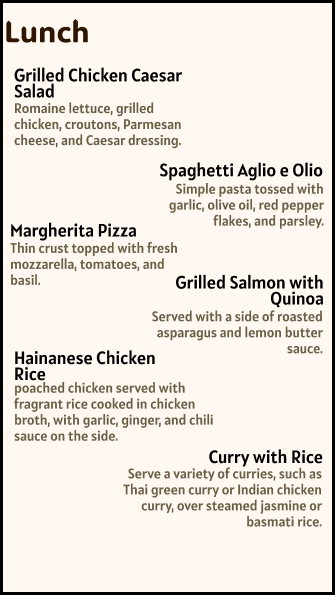 Lunch
Grilled Chicken Caesar
Salad
Romaine lettuce, grilled
chicken, croutons, Parmesan
cheese, and Caesar dressing.
Spaghetti Aglio e Olio
Simple pasta tossed with
garlic, olive oil, red pepper
flakes, and parsley.
Margherita Pizza
Thin crust topped with fresh
mozzarella, tomatoes, and
basil.
Grilled Salmon with
Quinoa
Served with a side of roasted
asparagus and lemon butter
sauce.
Hainanese Chicken
Rice
poached chicken served with
fragrant rice cooked in chicken
broth, with garlic, ginger, and chili
sauce on the side.
Curry with Rice
Serve a variety of curries, such as
Thai green curry or Indian chicken
curry, over steamed jasmine or
basmati rice.